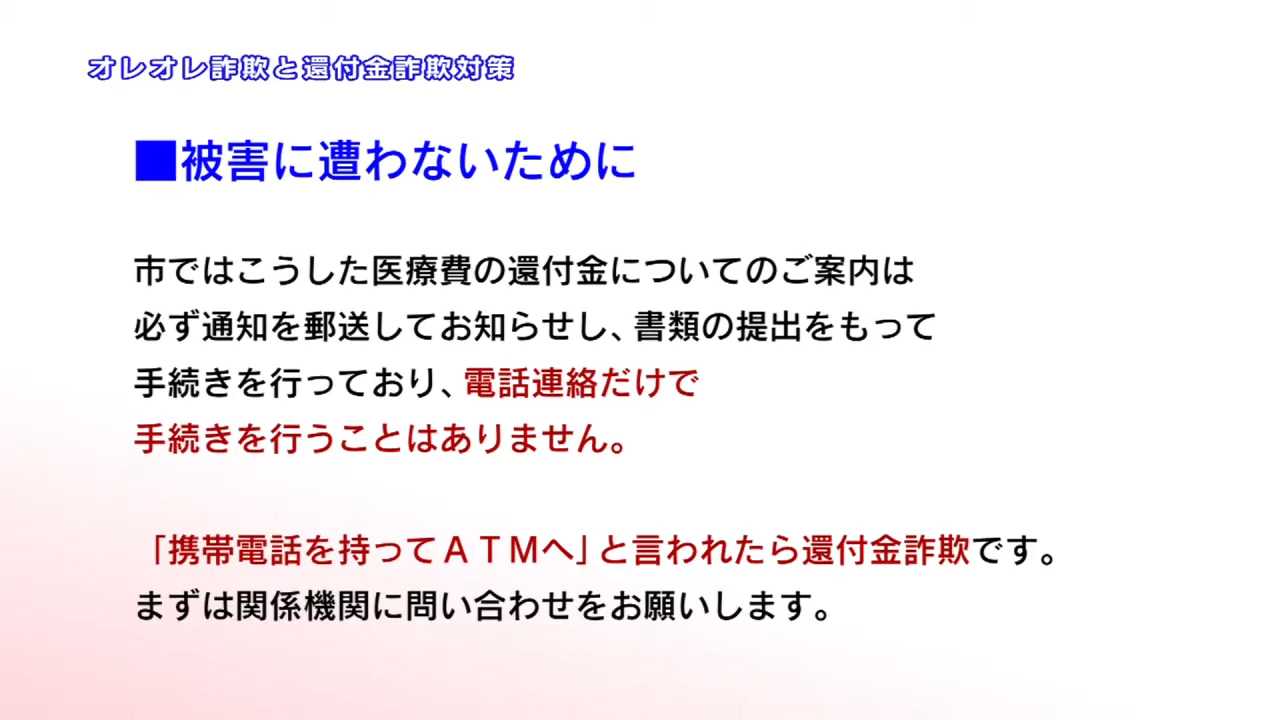 オレオレ詐欺と還付金詐欺対策
■被害に遭わないために
市ではこうした医療費の還付金についてのご案内は
必ず通知を郵送してお知らせし、書類の提出をもって
手続きを行っており、電話連絡だけで
手続きを行うことはありません。
「携帯電話を持ってＡＴＭへ」と言われたら還付金詐欺です。
まずは関係機関に問い合わせをお願いします。